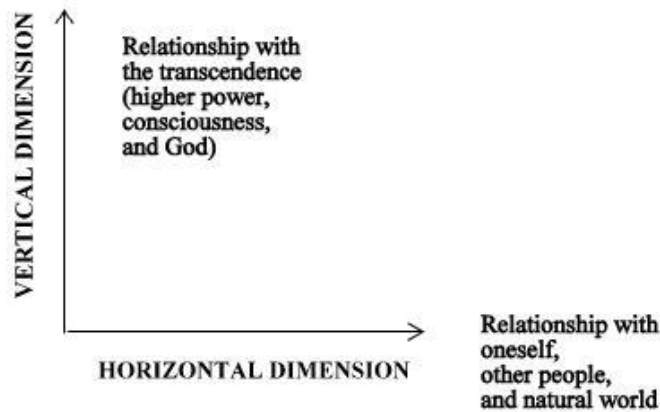 VERTICAL DIMENSION
Relationship with
the transcendence
(higher power,
consciousness,
and God)
HORIZONTAL DIMENSION
Relationship with
oneself,
other people,
and natural world